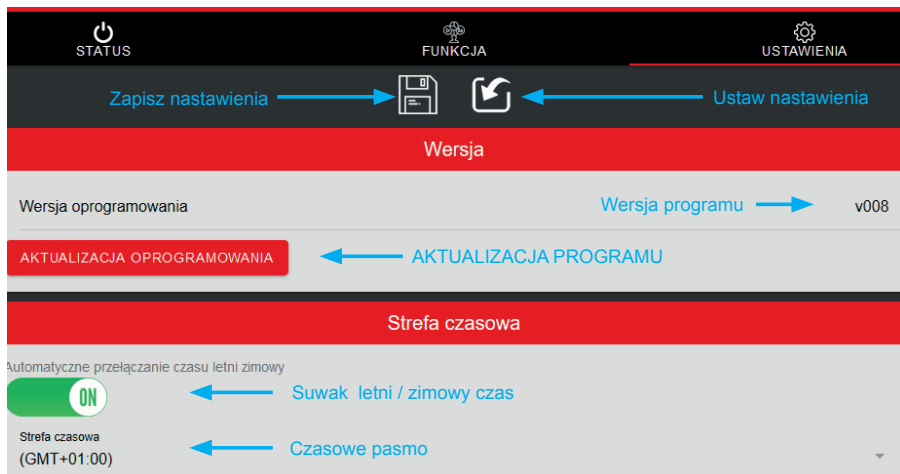 STATUS
FUNKCJA
USTAWIENIA
Zapisz nastawienia
Ustaw nastawienia
Wersja
Wersja oprogramowania
Wersja programu
v008
AKTUALIZACJA OPROGRAMOWANIA
AKTUALIZACJA PROGRAMU
Strefa czasowa
Automatyczne przełączanie czasu letni zimowy
ON
Suwak letni / zimowy czas
Strefa czasowa
(GMT+01:00)
Czasowe pasmo